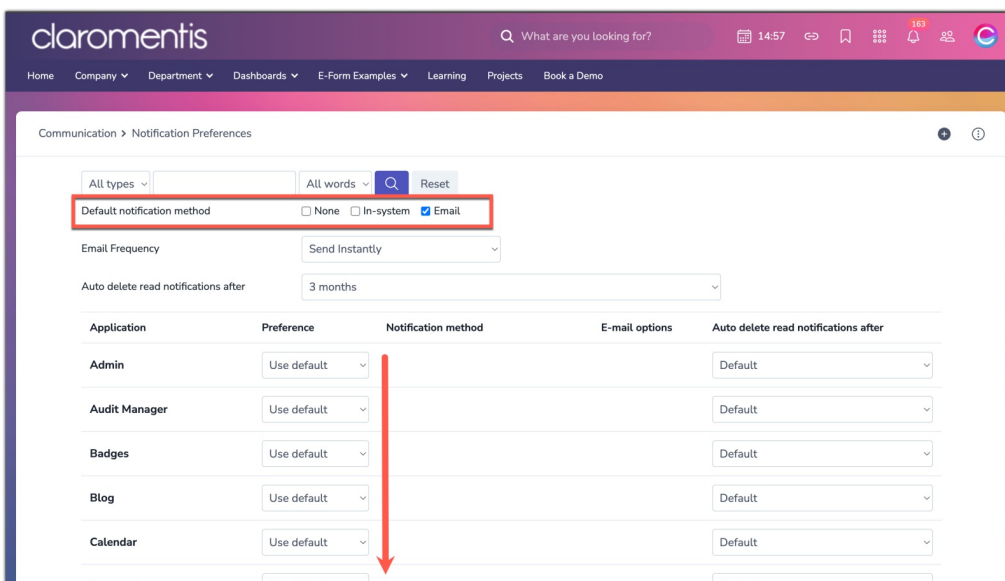 claromentis
What are you looking for?
14:57
163
Home Company Department Dashboards E-Form Examples Learning Projects Book a Demo
Communication > Notification Preferences
All types All words Reset
Default notification method None In-system Email
Email Frequency Send Instantly
Auto delete read notifications after 3 months
Application Preference Notification method E-mail options Auto delete read notifications after
Admin Use default Default
Audit Manager Use default Default
Badges Use default Default
Blog Use default Default
Calendar Use default Default